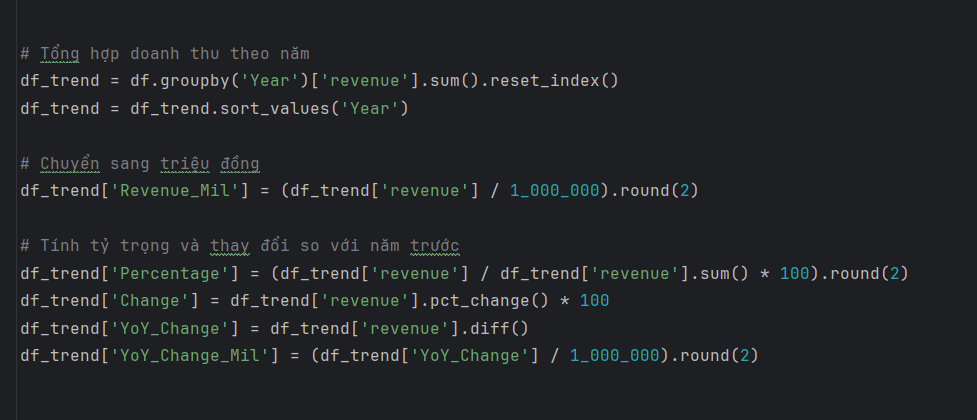 # Tổng hợp doanh thu theo năm
df_trend = df.groupby('Year')['revenue'].sum().reset_index()
df_trend = df_trend.sort_values('Year')
# Chuyển sang triệu đồng
df_trend['Revenue_Mil'] = (df_trend['revenue'] / 1_000_000).round(2)
# Tính tỷ trọng và thay đổi so với năm trước
df_trend['Percentage'] = (df_trend['revenue'] / df_trend['revenue'].sum() * 100).round(2)
df_trend['Change'] = df_trend['revenue'].pct_change() * 100
df_trend['YoY_Change'] = df_trend['revenue'].diff()
df_trend['YoY_Change_Mil'] = (df_trend['YoY_Change'] / 1_000_000).round(2)